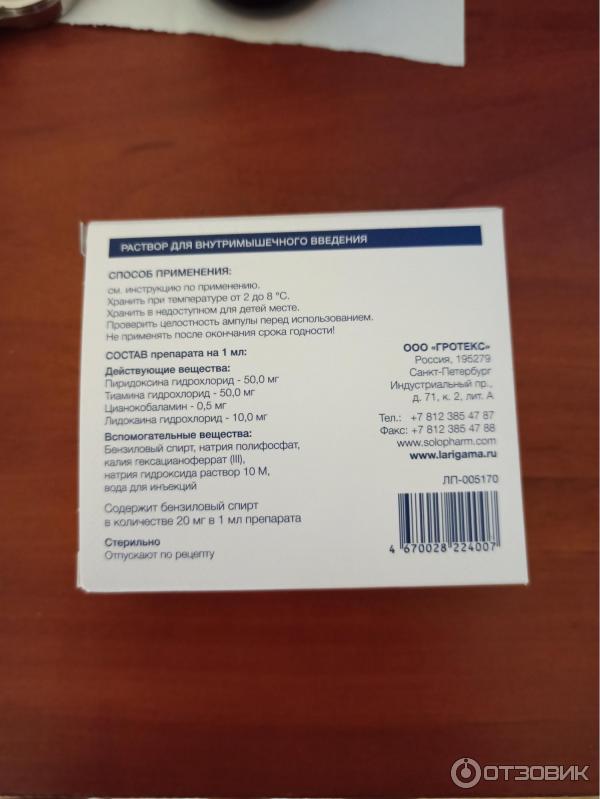 РАСТВОР ДЛЯ ВНУТРИМЫШЕЧНОГО ВВЕДЕНИЯ
СПОСОБ ПРИМЕНЕНИЯ:
см. инструкцию по применению.
Хранить при температуре от 2 до 8 °С.
Хранить в недоступном для детей месте.
Проверить целостность ампулы перед использованием.
Не применять после окончания срока годности!
СОСТАВ препарата на 1 мл:
Действующие вещества:
Пиридоксина гидрохлорид - 50,0 мг
Тиамина гидрохлорид - 50,0 мг
Цианокобаламин - 0,5 мг
Лидокаина гидрохлорид - 10,0 мг
Вспомогательные вещества:
Бензиловый спирт, натрия полифосфат,
калия гексацианоферрат (III),
натрия гидроксида раствор 10 М,
вода для инъекций
Содержит бензиловый спирт
в количестве 20 мг в 1 мл препарата
Стерильно
Отпускают по рецепту
ООО «ГРОТЕКС»
Россия, 195279
Санкт-Петербург
Индустриальный пр.,
д. 71, к. 2, лит. А
Тел.: +7 812 385 47 87
Факс: +7 812 385 47 88
www.solopharm.com
www.larigama.ru
ЛП-005170
4 670028 224007
ОТЗОВИК